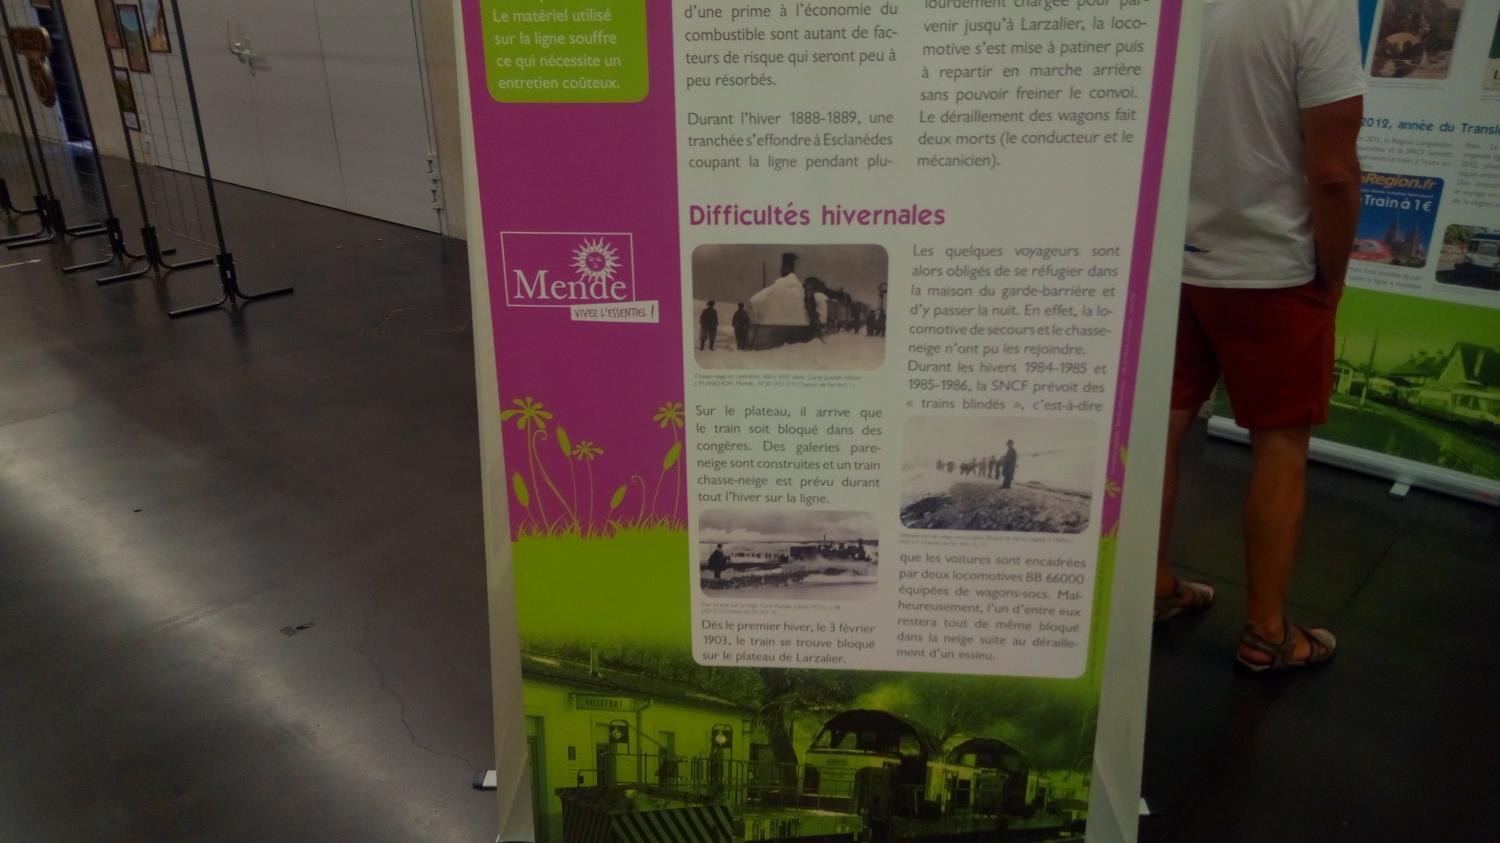 Le matériel utilisé
sur la ligne souffre
ce qui nécessite un
entretien coûteux.
d'une prime à l'économie du
combustible sont autant de fac-
teurs de risque qui seront peu à
peu résorbés.
Durant l'hiver 1888-1889, une
tranchée s'effondre à Esclanèdes
coupant la ligne pendant plu-
lourdement chargée pour par-
venir jusqu'à Larzalier, la loco-
motive s'est mise à patiner puis
à repartir en marche arrière
sans pouvoir freiner le convoi.
Le déraillement des wagons fait
deux morts (le conducteur et le
mécanicien).
Difficultés hivernales
Sur le plateau, il arrive que
le train soit bloqué dans des
congères. Des galeries pare-
neige sont construites et un train
chasse-neige est prévu durant
tout l'hiver sur la ligne.
Dès le premier hiver, le 3 février
1903, le train se trouve bloqué
sur le plateau de Larzalier.
Les quelques voyageurs sont
alors obligés de se réfugier dans
la maison du garde-barrière et
d'y passer la nuit. En effet, la lo-
comotive de secours et le chasse-
neige n'ont pu les rejoindre.
Durant les hivers 1984-1985 et
1985-1986, la SNCF prévoit des
« trains blindés », c'est-à-dire
que les voitures sont encadrées
par deux locomotives BB 66000
équipées de wagons-socs. Mal-
heureusement, l'un d'entre eux
restera tout de même bloqué
dans la neige suite au déraille-
ment d'un essieu.
Mende
VIVEZ L'ESSENTIEL !
VILLEFORT
2012, année du Transl
Region.fr
Train à 1€